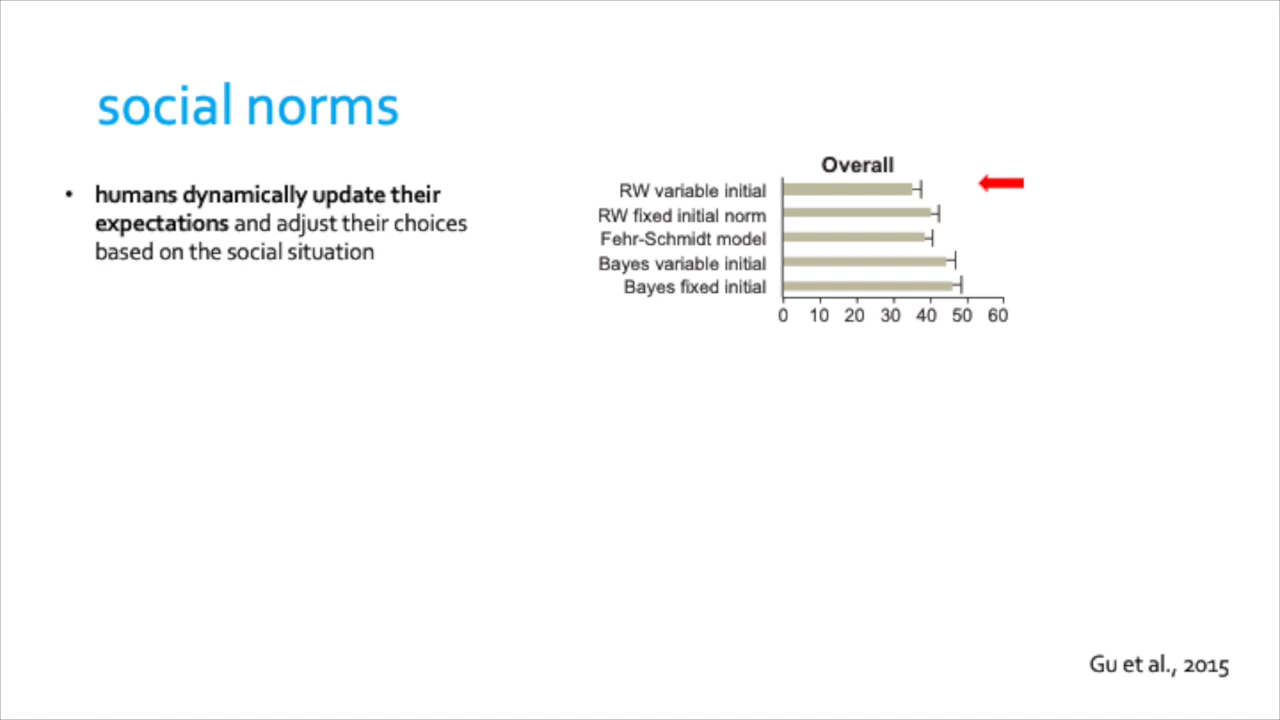 social norms
• humans dynamically update their
expectations and adjust their choices
based on the social situation
Overall
RW variable initial
RW fixed initial norm
Fehr-Schmidt model
Bayes variable initial
Bayes fixed initial
0 10 20 30 40 50 60
Gu et al., 2015